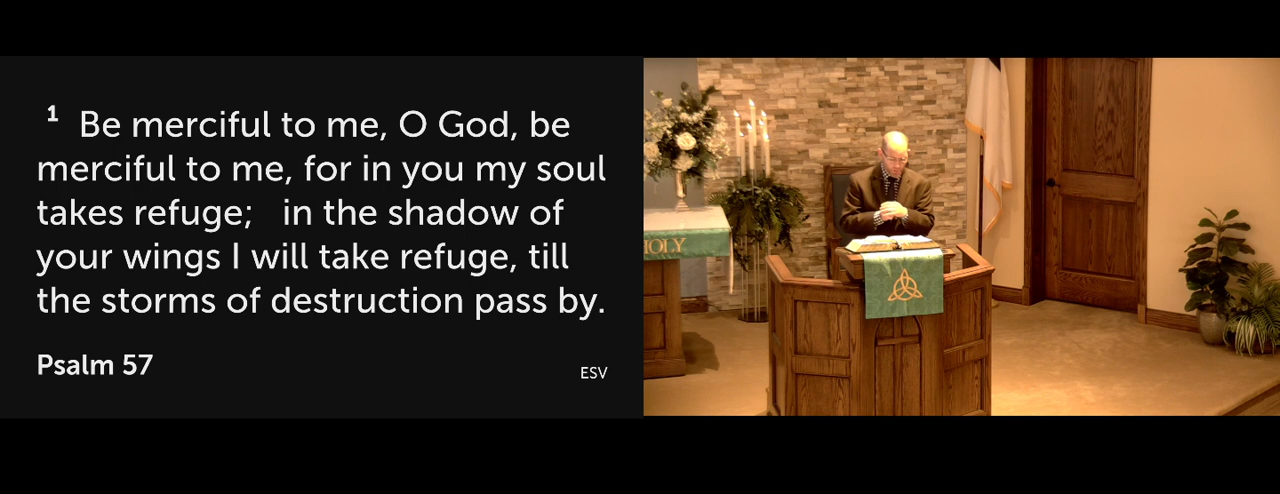 1 Be merciful to me, O God, be
merciful to me, for in you my soul
takes refuge; in the shadow of
your wings I will take refuge, till
the storms of destruction pass by.
Psalm 57
ESV
HOLY